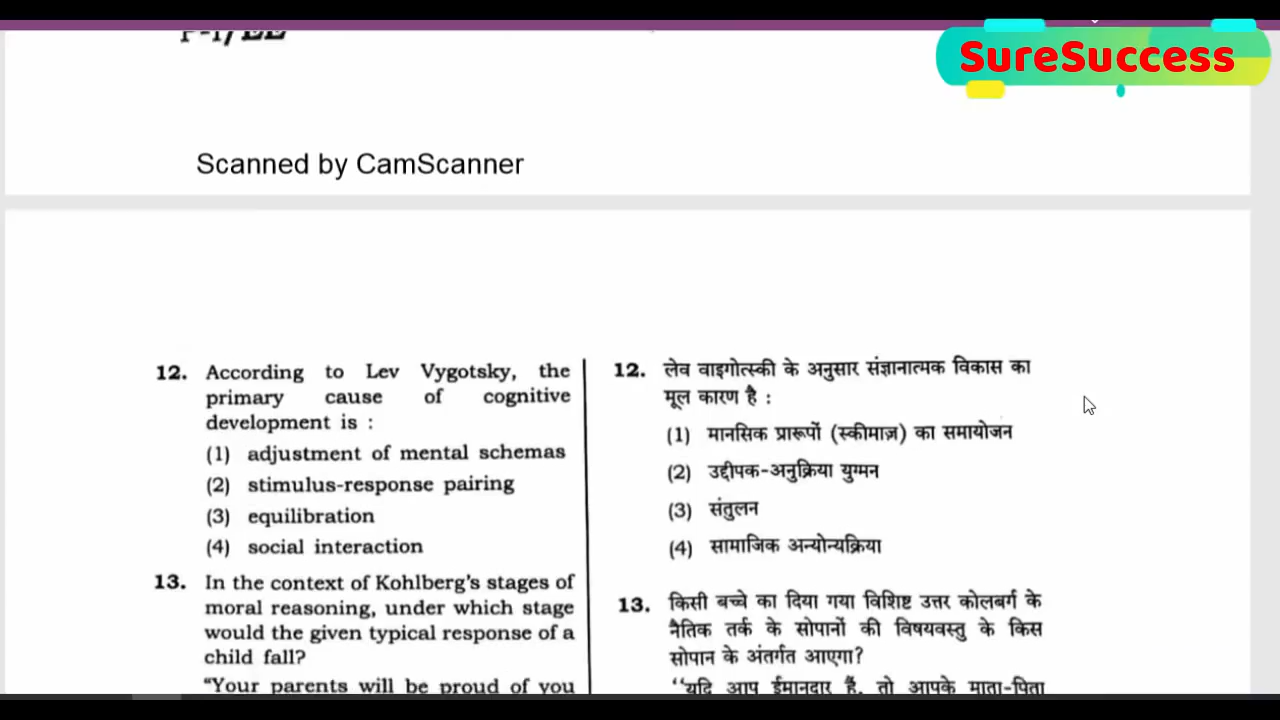 P-I/EE
SureSuccess
Scanned by CamScanner
12. According to Lev Vygotsky, the
primary cause of cognitive
development is :
(1) adjustment of mental schemas
(2) stimulus-response pairing
(3) equilibration
(4) social interaction
13. In the context of Kohlberg's stages of
moral reasoning, under which stage
would the given typical response of a
child fall?
"Your parents will be proud of you
12. लेव वाइगोत्स्की के अनुसार संज्ञानात्मक विकास का
मूल कारण है :
(1) मानसिक प्रारूपों (स्कीमाज़) का समायोजन
(2) उद्दीपक-अनुक्रिया युग्मन
(3) संतुलन
(4) सामाजिक अन्योन्यक्रिया
13. किसी बच्चे का दिया गया विशिष्ट उत्तर कोलबर्ग के
नैतिक तर्क के सोपानों की विषयवस्तु के किस
सोपान के अंतर्गत आएगा?
"यदि आप ईमानदार हैं, तो आपके माता-पिता